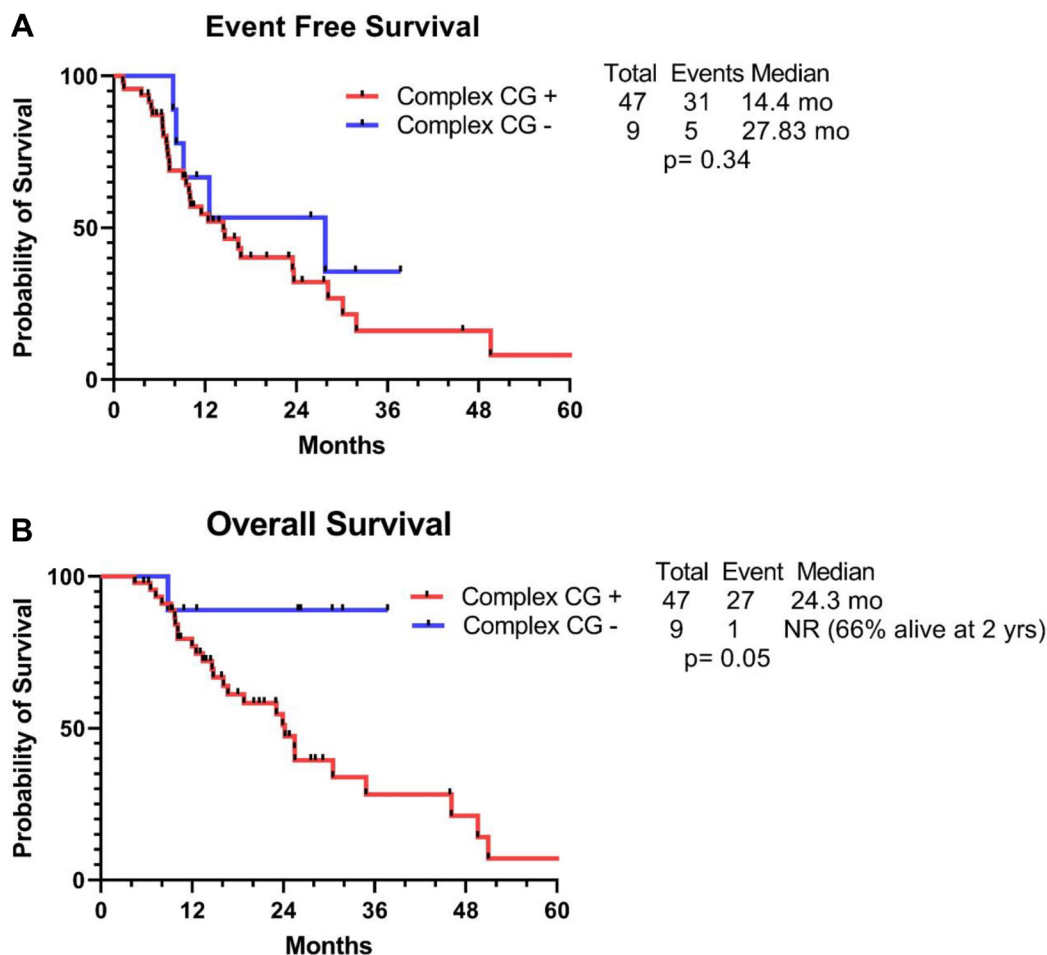 A
Event Free Survival
Total Events Median
Complex CG + 47 31 14.4 mo
Complex CG - 9 5 27.83 mo
p= 0.34
Probability of Survival
100
50
0
0 12 24 36 48 60
Months
B
Overall Survival
Total Event Median
Complex CG + 47 27 24.3 mo
Complex CG - 9 1 NR (66% alive at 2 yrs)
p= 0.05
Probability of Survival
100
50
0
0 12 24 36 48 60
Months